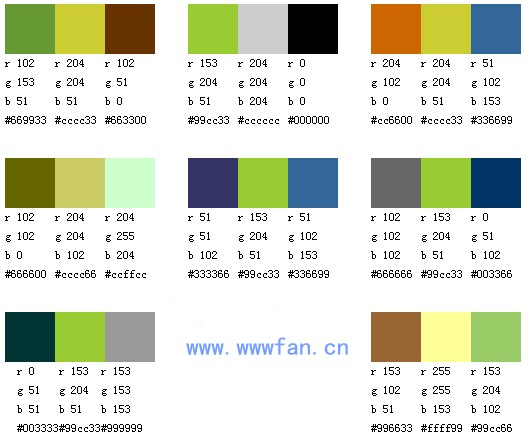 r 102 r 204 r 102
g 153 g 204 g 51
b 51 b 51 b 0
#669933 #cccc33 #663300
r 153 r 204 r 0
g 204 g 204 g 0
b 51 b 204 b 0
#99cc33 #cccccc #000000
r 204 r 204 r 51
g 102 g 204 g 102
b 0 b 51 b 153
#cc6600 #cccc33 #336699
r 102 r 204 r 204
g 102 g 204 g 255
b 0 b 102 b 204
#666600 #cccc66 #ccffcc
r 51 r 153 r 51
g 51 g 204 g 102
b 102 b 51 b 153
#333366 #99cc33 #336699
r 102 r 153 r 0
g 102 g 204 g 51
b 102 b 51 b 102
#666666 #99cc33 #003366
r 0 r 153 r 153
g 51 g 204 g 153
b 51 b 51 b 153
#003333#99cc33#999999
www.wwwfan.cn
r 153 r 255 r 153
g 102 g 255 g 204
b 51 b 153 b 102
#996633 #ffff99 #99cc66